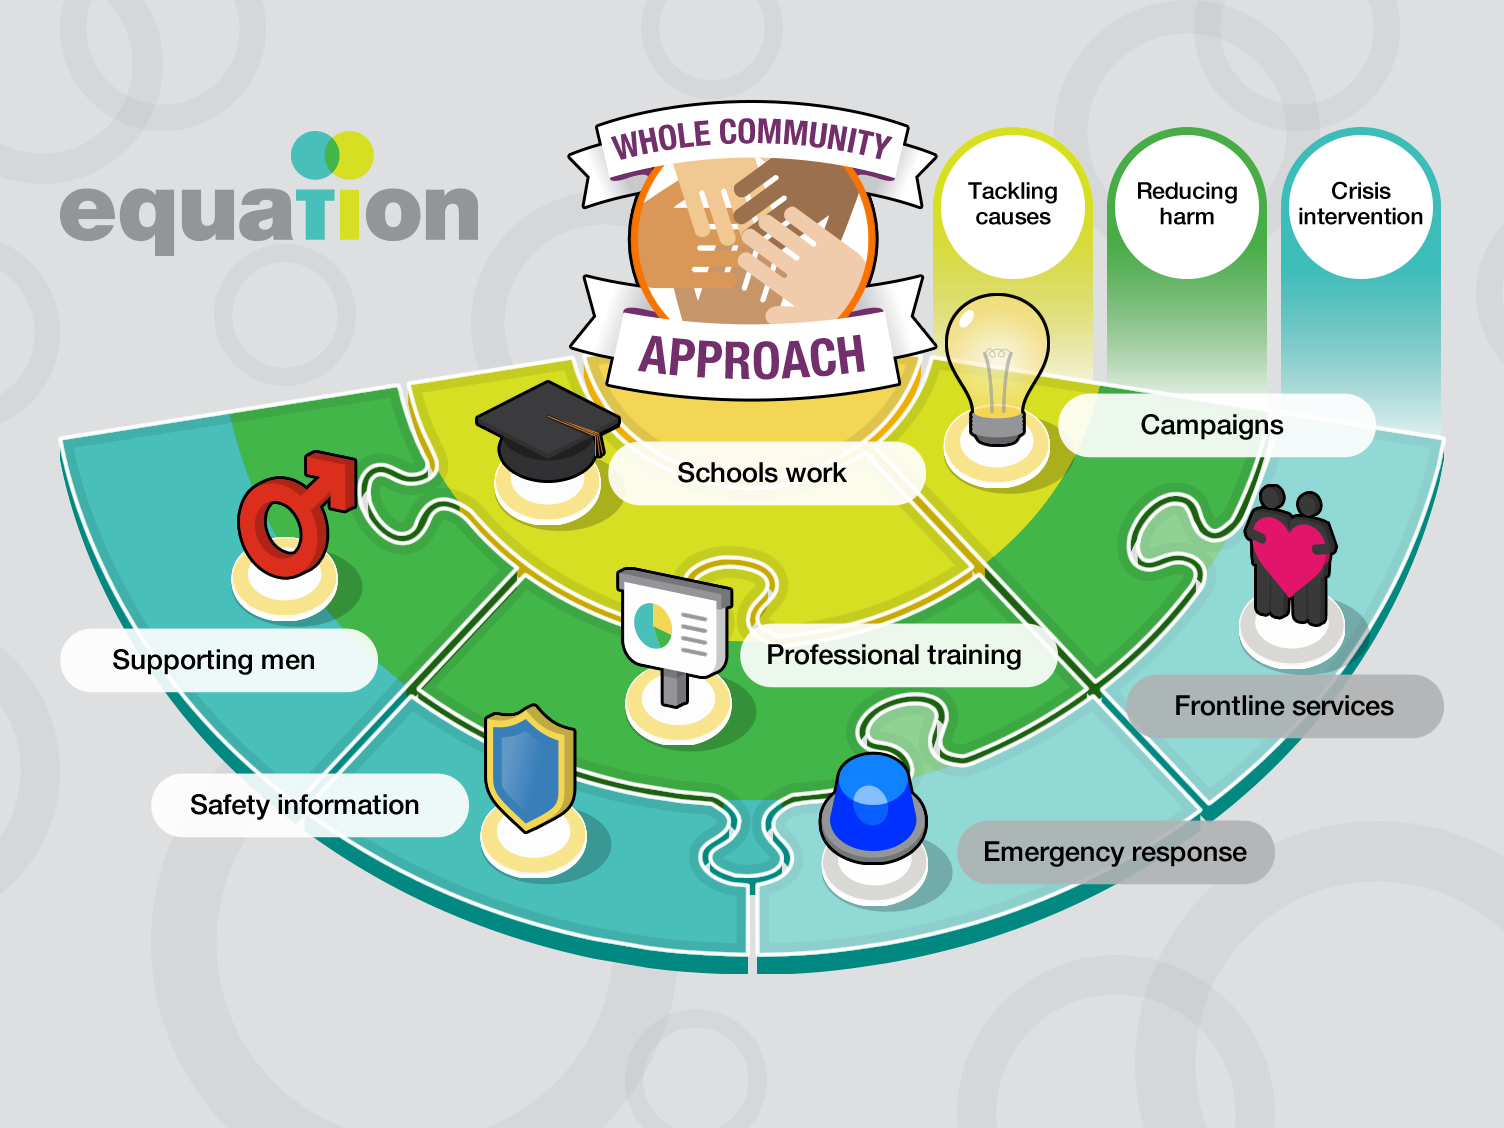 equation
WHOLE COMMUNITY
APPROACH
Tackling
causes
Reducing
harm
Crisis
intervention
Campaigns
Schools work
Supporting men
Professional training
Frontline services
Safety information
Emergency response